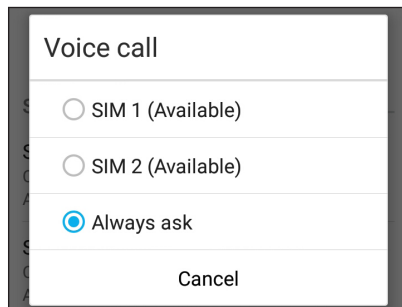 Voice call
SIM 1 (Available)
SIM 2 (Available)
Always ask
Cancel